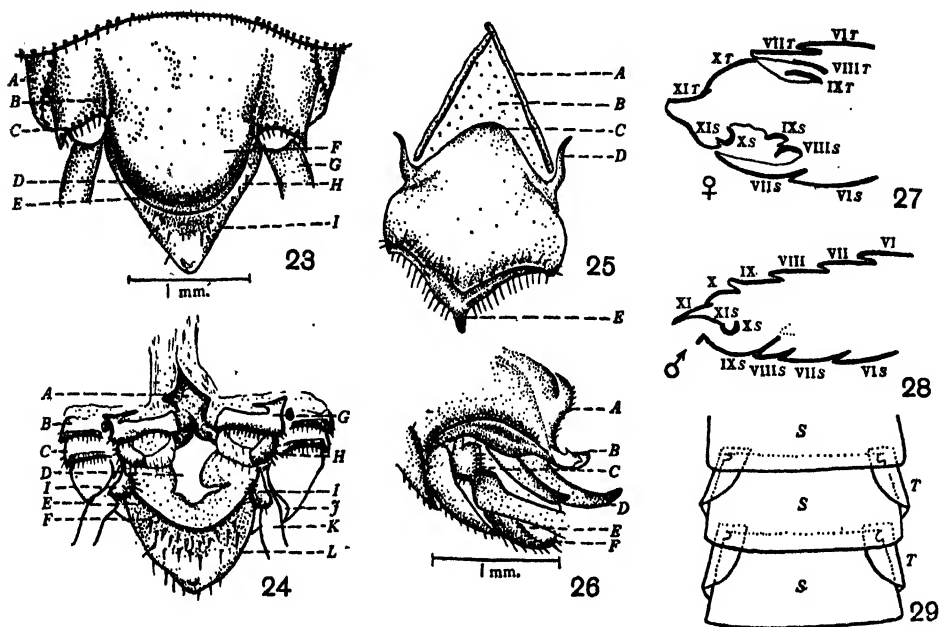 A
B
C
D
E
F
G
H
I
23
1 mm.
A
B
C
D
E
25
VIT
VIIT
XT
VIIIT
IXT
XIT
XIS
XS
IXS
VIIIS
VIIS
VIS
♀
27
VI
VII
VIII
IX
X
XI
XIS
XS
IXS
VIIIS
VIIS
VIS
♂
28
A
B
C
D
I
E
F
G
H
I
J
K
L
24
A
B
C
D
E
F
1 mm.
26
S
T
S
T
S
29